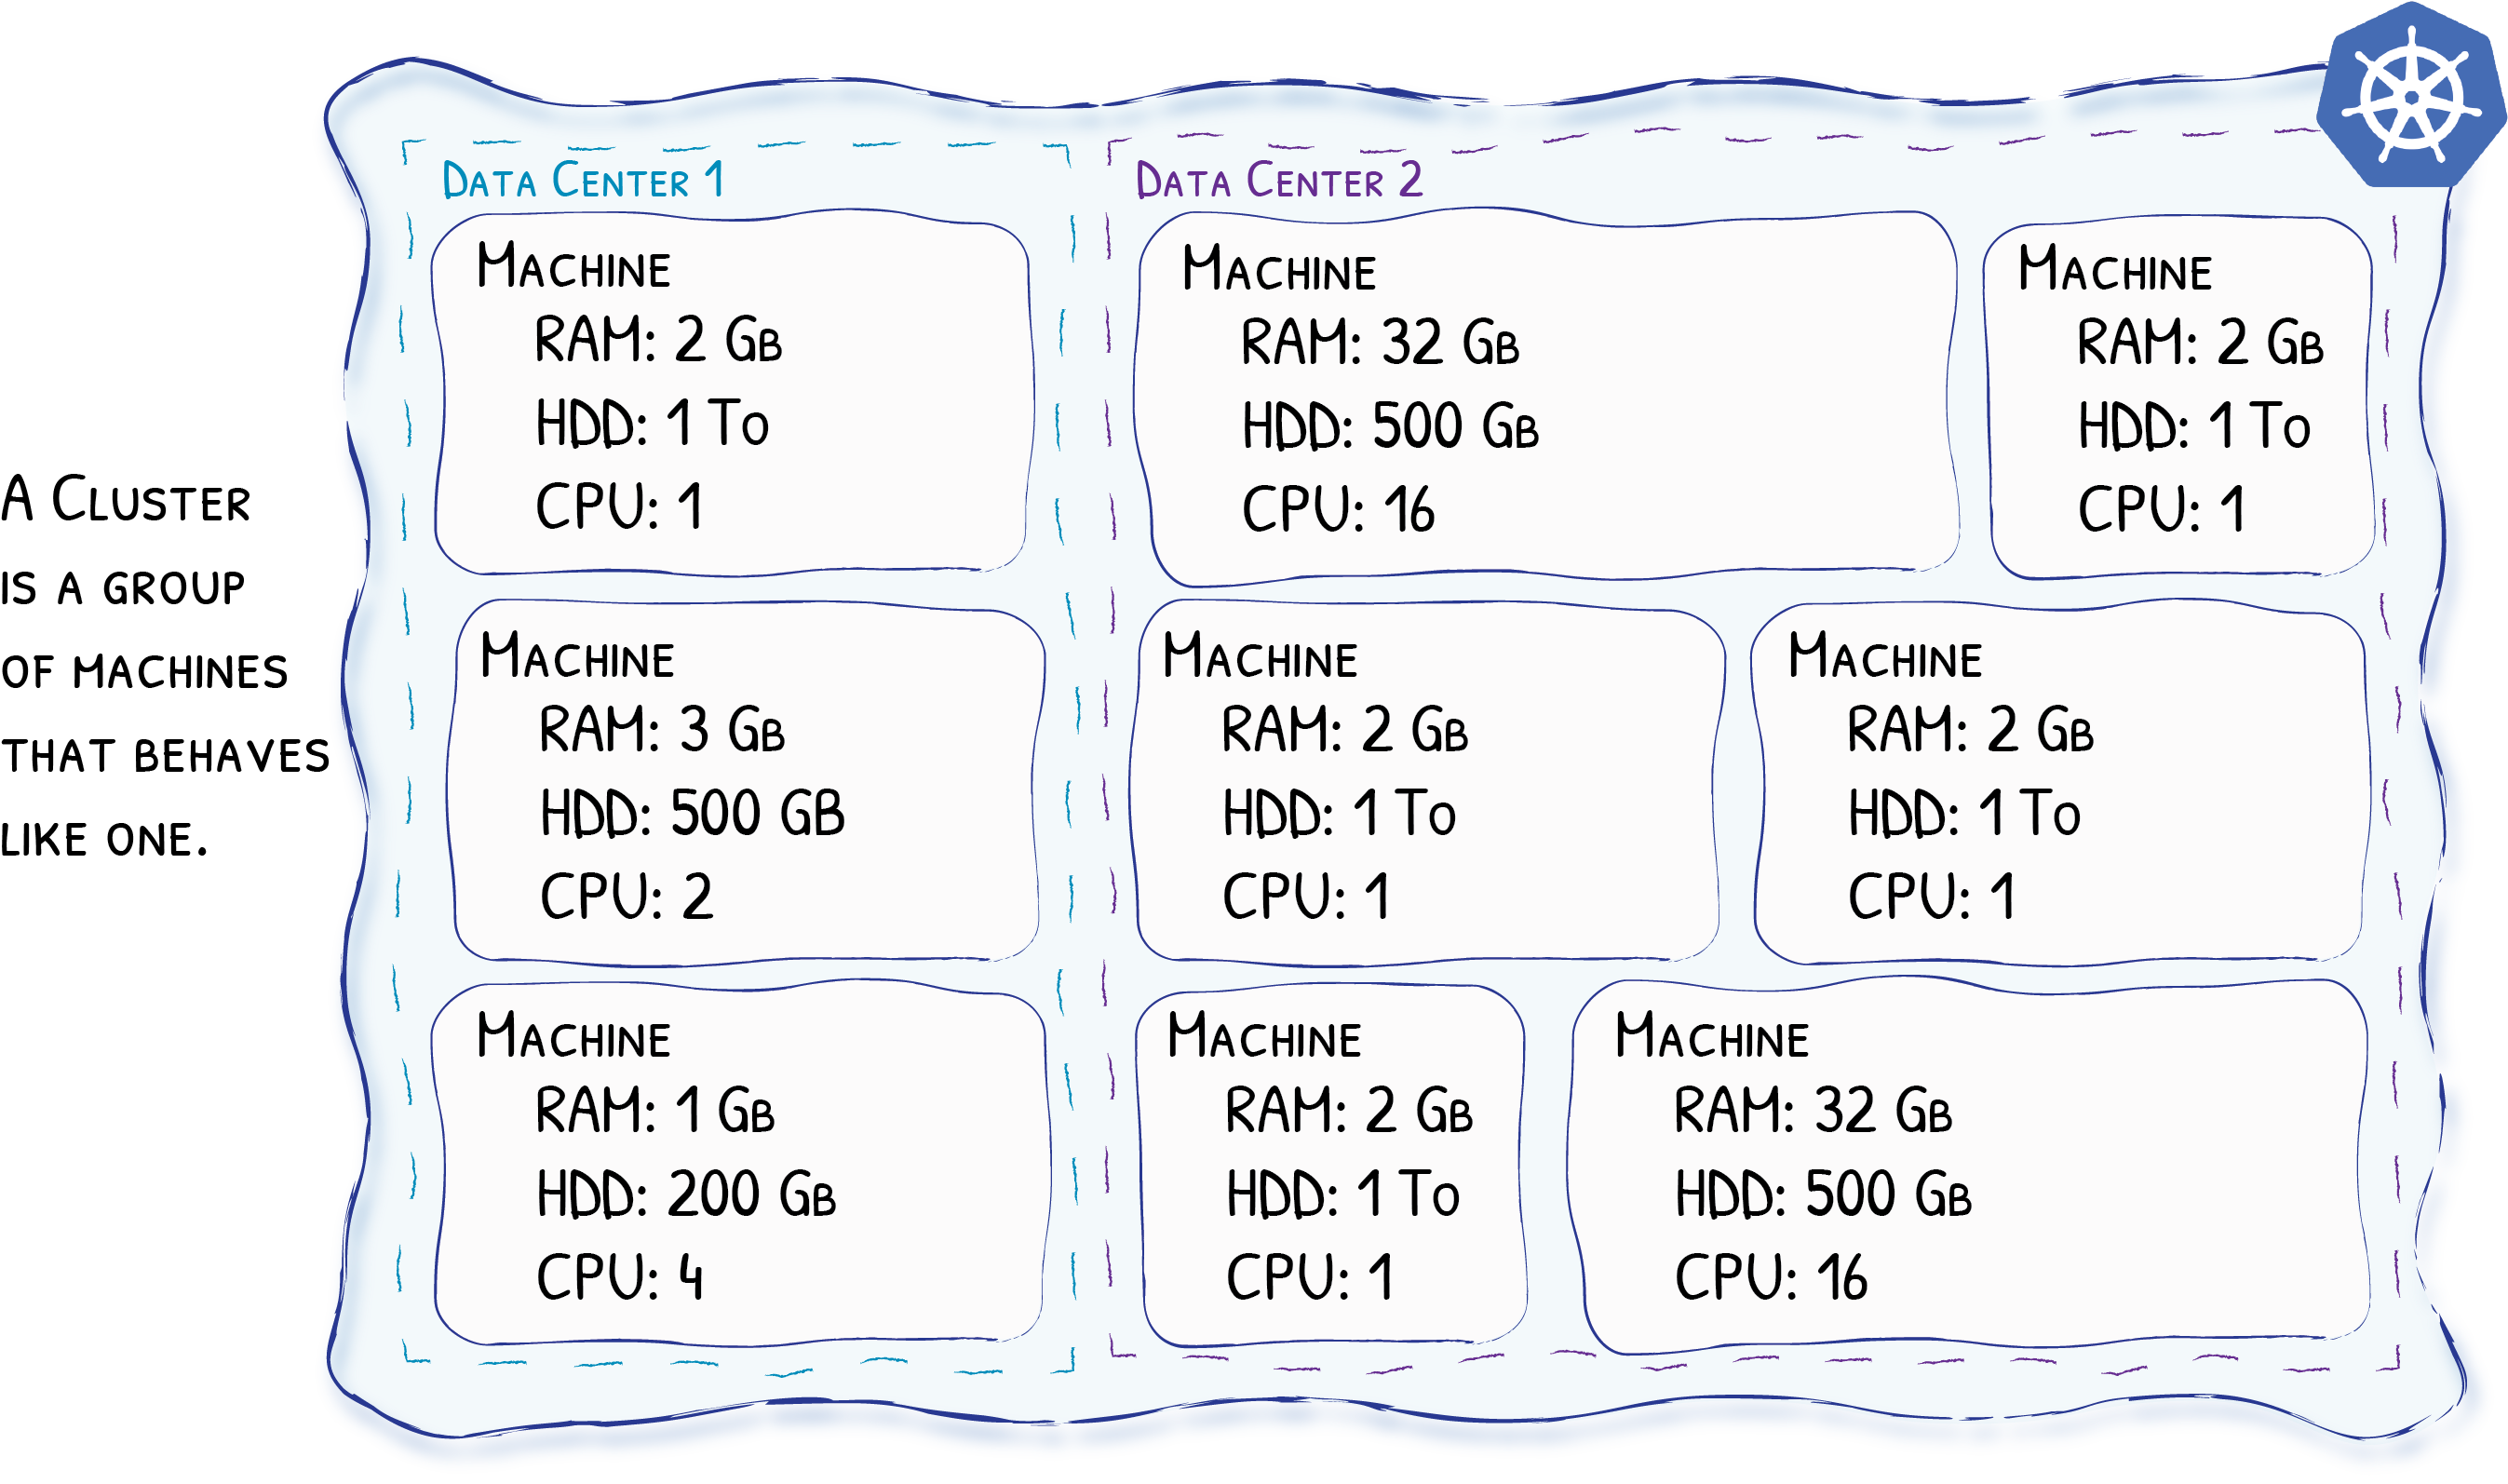 A Cluster
is a group
of machines
that behaves
like one.
Data Center 1
Machine
RAM: 2 Gb
HDD: 1 To
CPU: 1
Machine
RAM: 3 Gb
HDD: 500 GB
CPU: 2
Machine
RAM: 1 Gb
HDD: 200 Gb
CPU: 4
Data Center 2
Machine
RAM: 32 Gb
HDD: 500 Gb
CPU: 16
Machine
RAM: 2 Gb
HDD: 1 To
CPU: 1
Machine
RAM: 2 Gb
HDD: 1 To
CPU: 1
Machine
RAM: 2 Gb
HDD: 1 To
CPU: 1
Machine
RAM: 2 Gb
HDD: 1 To
CPU: 1
Machine
RAM: 32 Gb
HDD: 500 Gb
CPU: 16